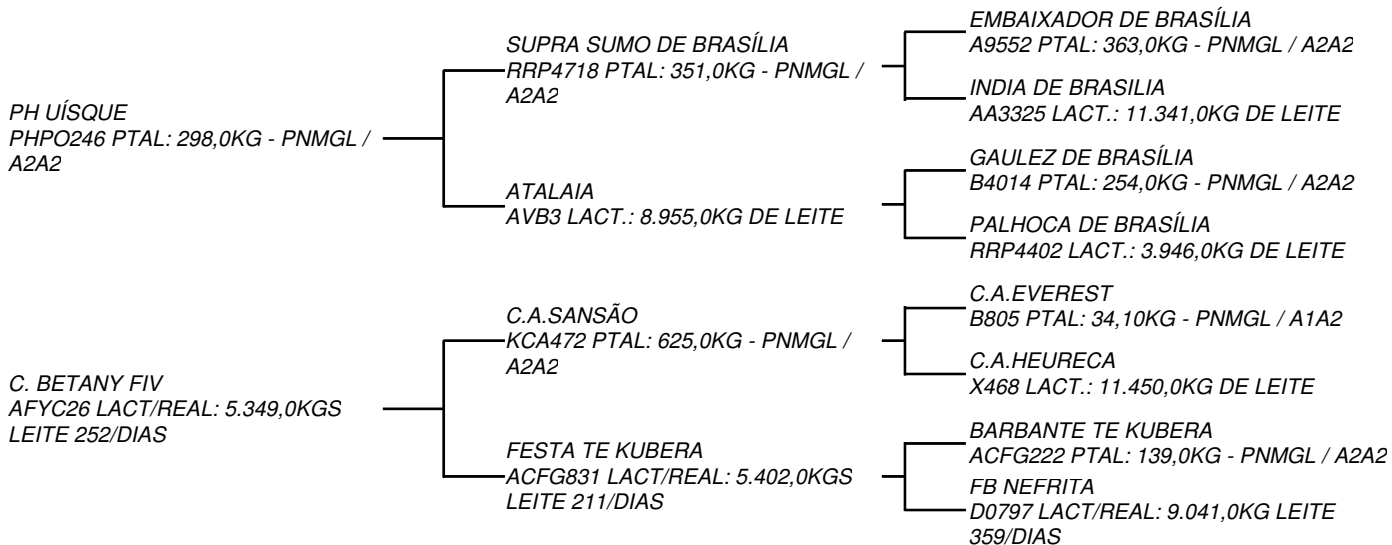 PH UÍSQUE
PHPO246 PTAL: 298,0KG - PNMGL /
A2A2
C. BETANY FIV
AFYC26 LACT/REAL: 5.349,0KGS
LEITE 252/DIAS
SUPRA SUMO DE BRASÍLIA
RRP4718 PTAL: 351,0KG - PNMGL /
A2A2
ATALAIA
AVB3 LACT.: 8.955,0KG DE LEITE
C.A.SANSÃO
KCA472 PTAL: 625,0KG - PNMGL /
A2A2
FESTA TE KUBERA
ACFG831 LACT/REAL: 5.402,0KGS
LEITE 211/DIAS
EMBAIXADOR DE BRASÍLIA
A9552 PTAL: 363,0KG - PNMGL / A2A2
INDIA DE BRASILIA
AA3325 LACT.: 11.341,0KG DE LEITE
GAULEZ DE BRASÍLIA
B4014 PTAL: 254,0KG - PNMGL / A2A2
PALHOCA DE BRASÍLIA
RRP4402 LACT.: 3.946,0KG DE LEITE
C.A.EVEREST
B805 PTAL: 34,10KG - PNMGL / A1A2
C.A.HEURECA
X468 LACT.: 11.450,0KG DE LEITE
BARBANTE TE KUBERA
ACFG222 PTAL: 139,0KG - PNMGL / A2A2
FB NEFRITA
D0797 LACT/REAL: 9.041,0KG LEITE
359/DIAS